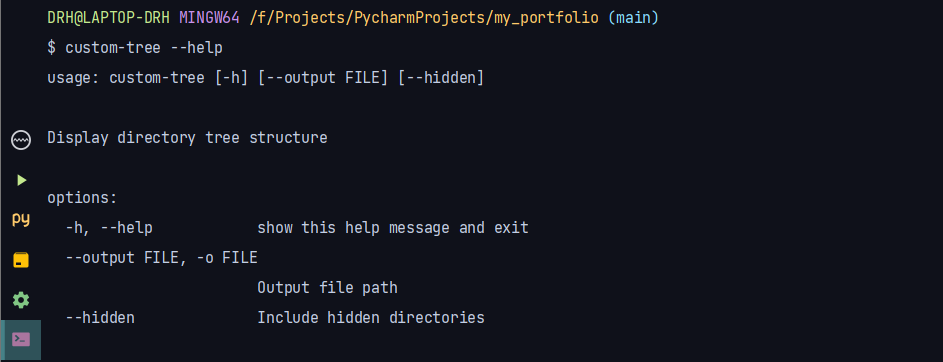 DRH@LAPTOP-DRH MINGW64 /f/Projects/PycharmProjects/my_portfolio (main)
$ custom-tree --help
usage: custom-tree [-h] [--output FILE] [--hidden]
Display directory tree structure
options:
-h, --help show this help message and exit
--output FILE, -o FILE
Output file path
--hidden Include hidden directories
py